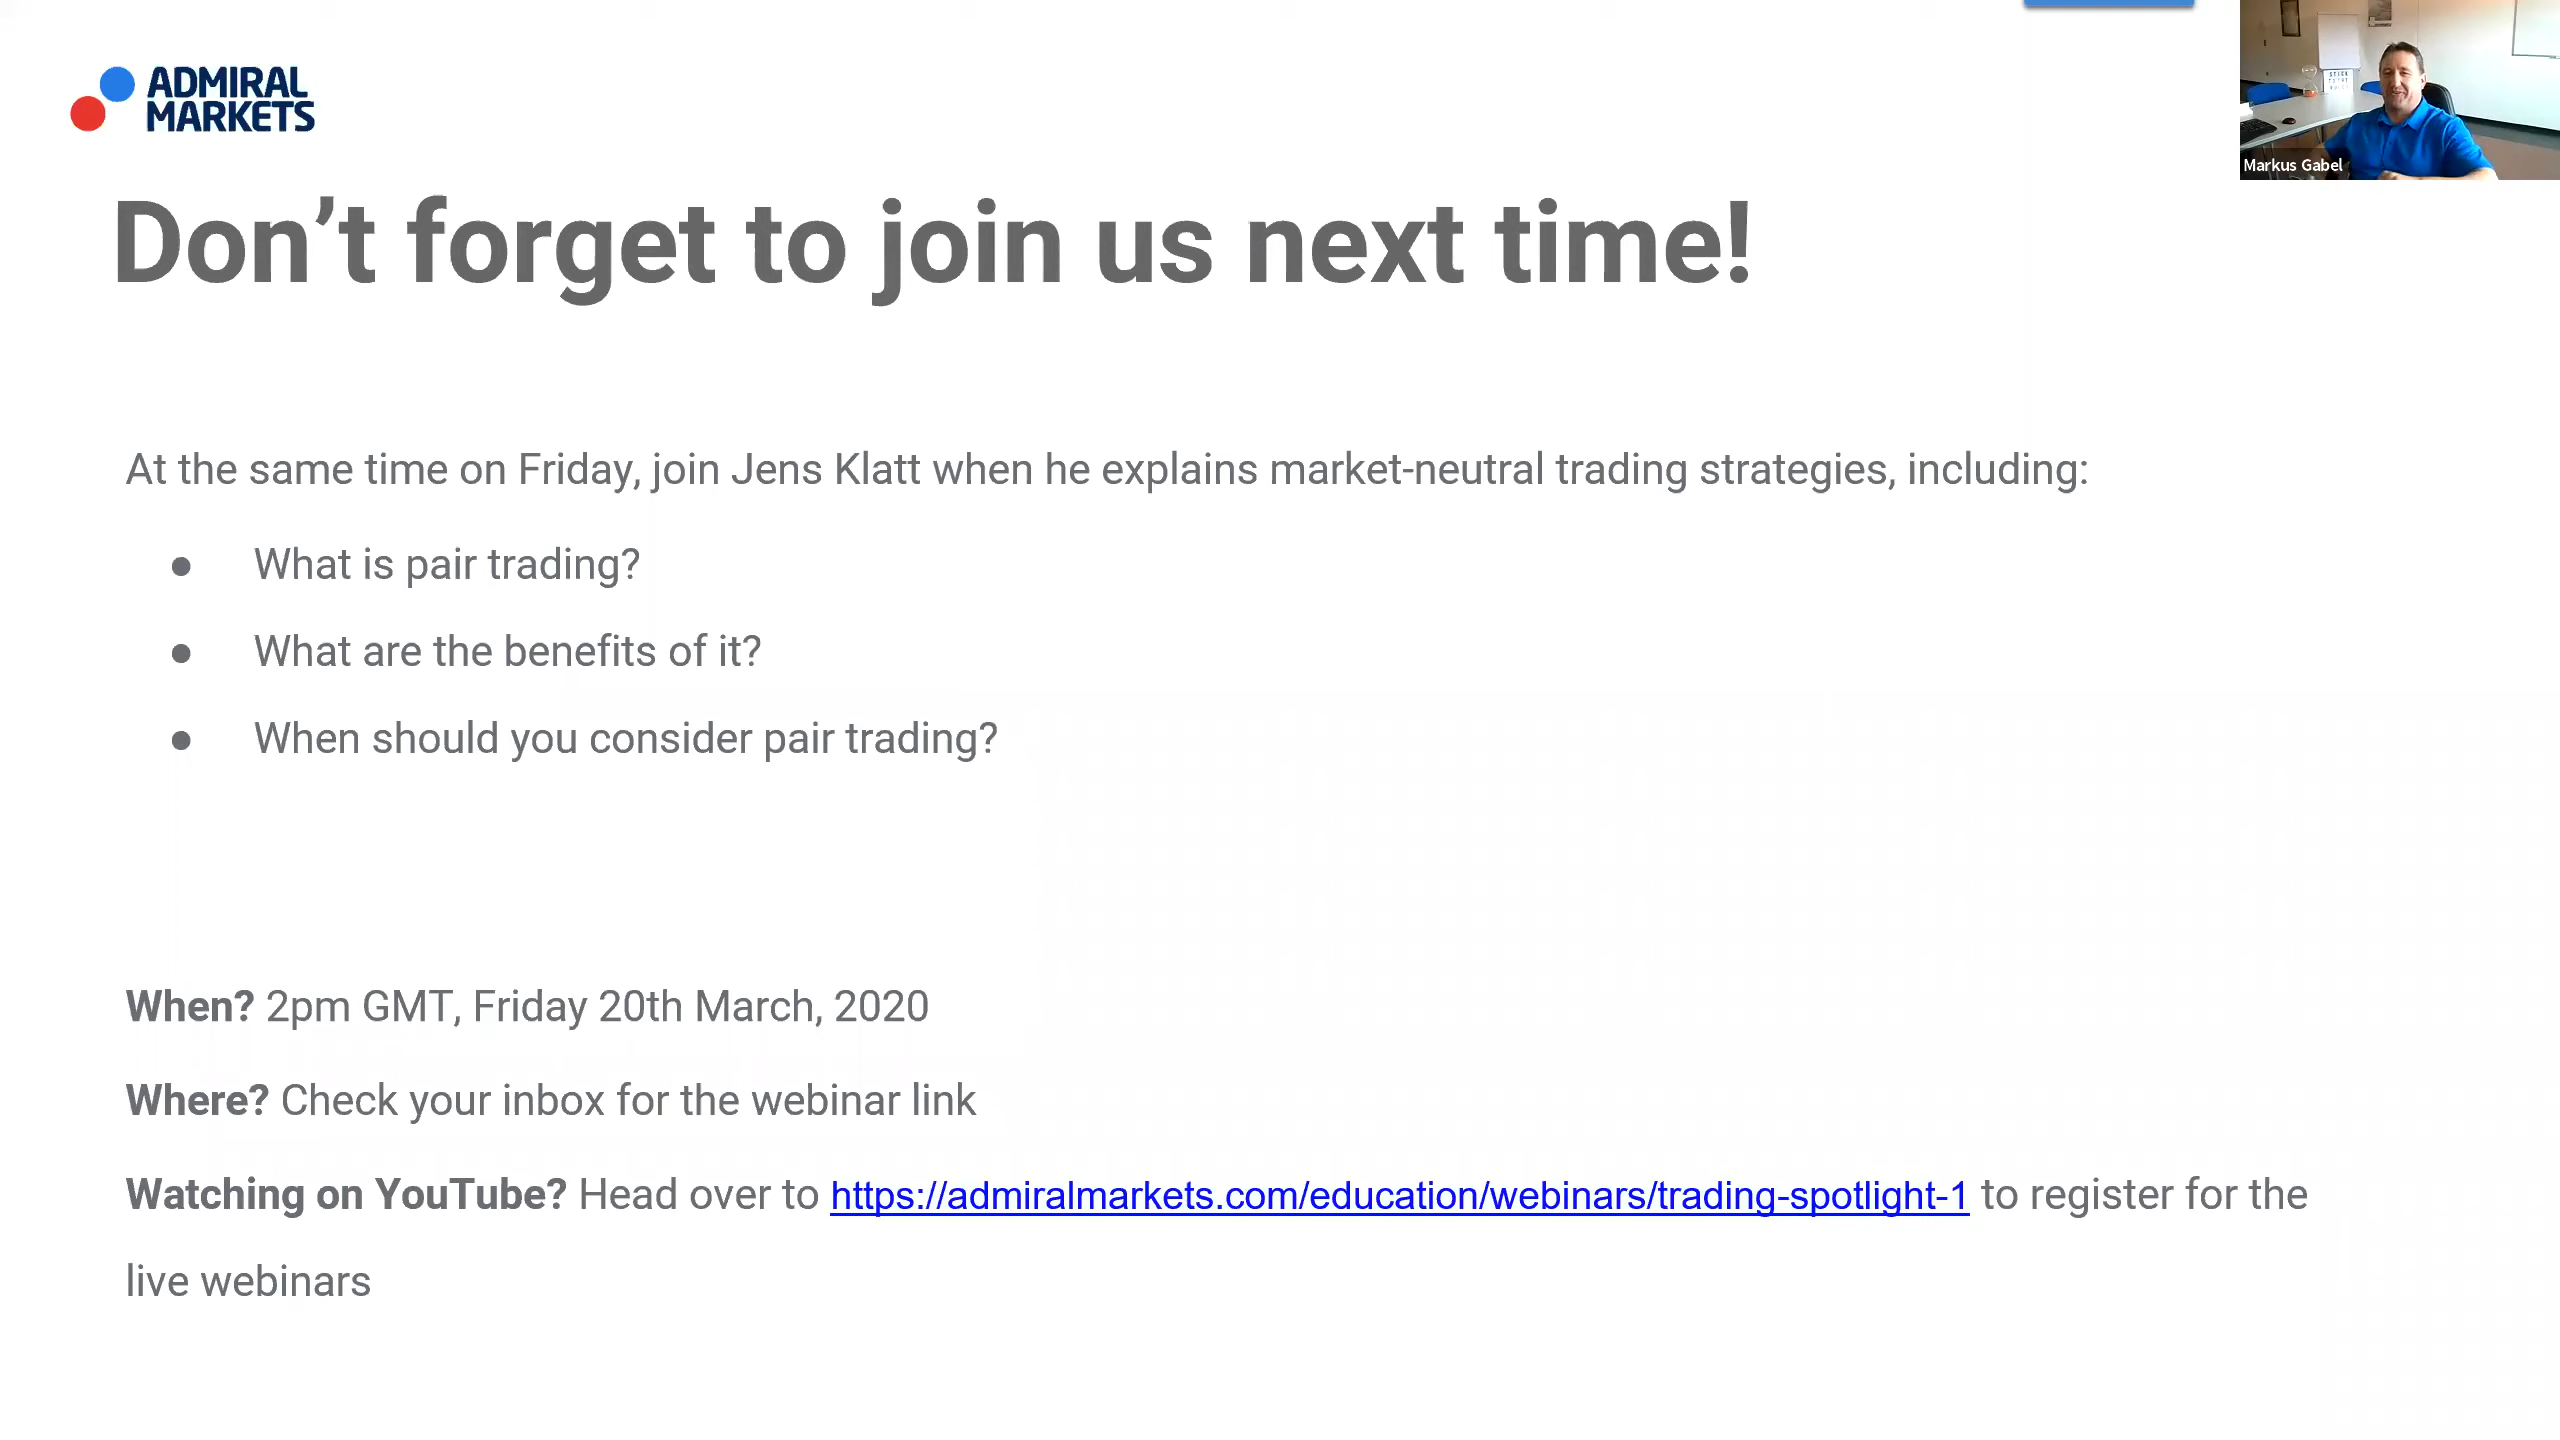 ADMIRAL
MARKETS
Markus Gabel
Don’t forget to join us next time!
At the same time on Friday, join Jens Klatt when he explains market-neutral trading strategies, including:
● What is pair trading?
● What are the benefits of it?
● When should you consider pair trading?
When? 2pm GMT, Friday 20th March, 2020
Where? Check your inbox for the webinar link
Watching on YouTube? Head over to https://admiralmarkets.com/education/webinars/trading-spotlight-1 to register for the
live webinars